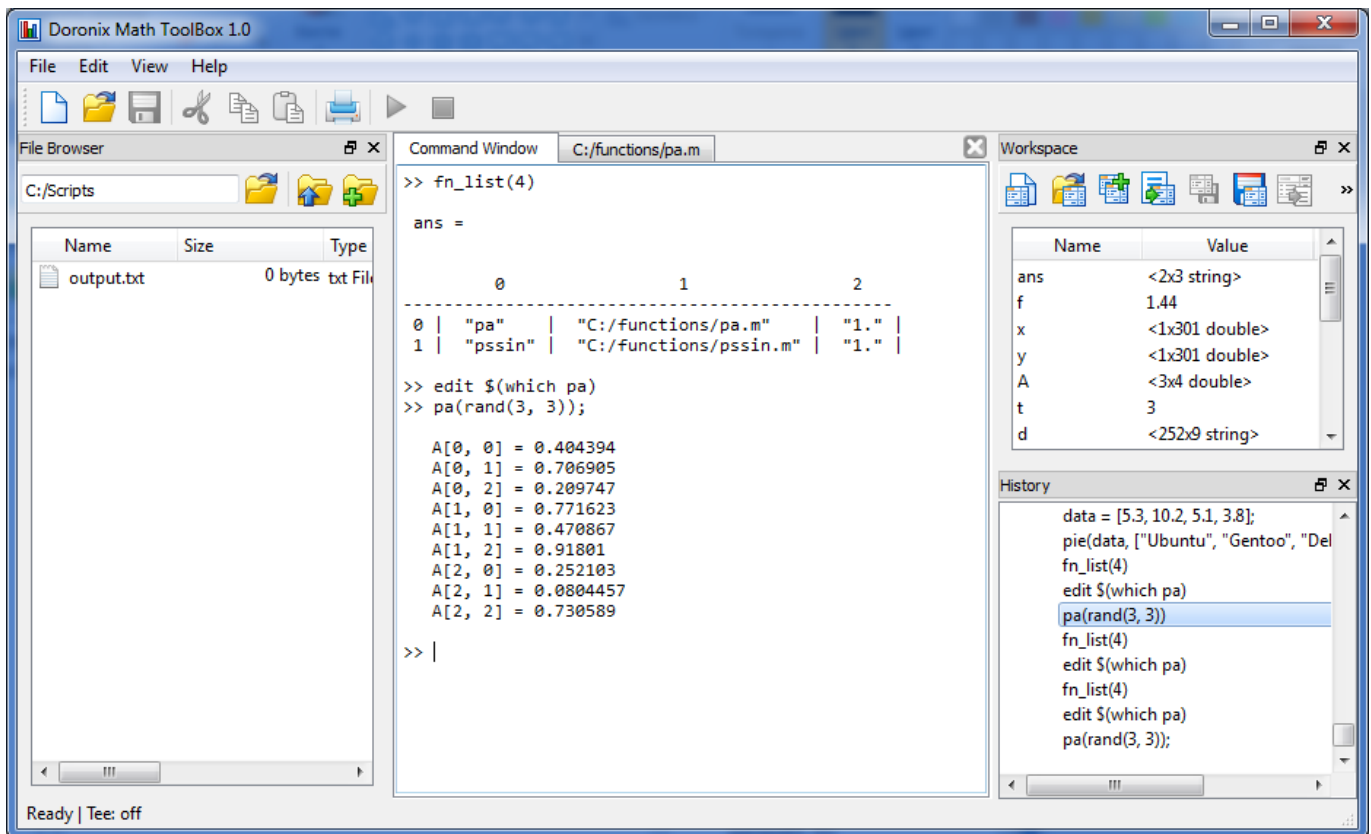 Doronix Math ToolBox 1.0
File Edit View Help
File Browser
C:/Scripts
Name Size Type
output.txt 0 bytes txt File
Command Window C:/functions/pa.m
>> fn_list(4)
ans =
0 1 2
--------------------------------------------------
0 | "pa" | "C:/functions/pa.m" | "1." |
1 | "pssin" | "C:/functions/pssin.m" | "1." |
>> edit $(which pa)
>> pa(rand(3, 3));
A[0, 0] = 0.404394
A[0, 1] = 0.706905
A[0, 2] = 0.209747
A[1, 0] = 0.771623
A[1, 1] = 0.470867
A[1, 2] = 0.91801
A[2, 0] = 0.252103
A[2, 1] = 0.0804457
A[2, 2] = 0.730589
>>
Workspace
»
Name Value
ans <2x3 string>
f 1.44
x <1x301 double>
y <1x301 double>
A <3x4 double>
t 3
d <252x9 string>
History
data = [5.3, 10.2, 5.1, 3.8];
pie(data, ["Ubuntu", "Gentoo", "Del
fn_list(4)
edit $(which pa)
pa(rand(3, 3))
fn_list(4)
edit $(which pa)
fn_list(4)
edit $(which pa)
pa(rand(3, 3));
Ready | Tee: off